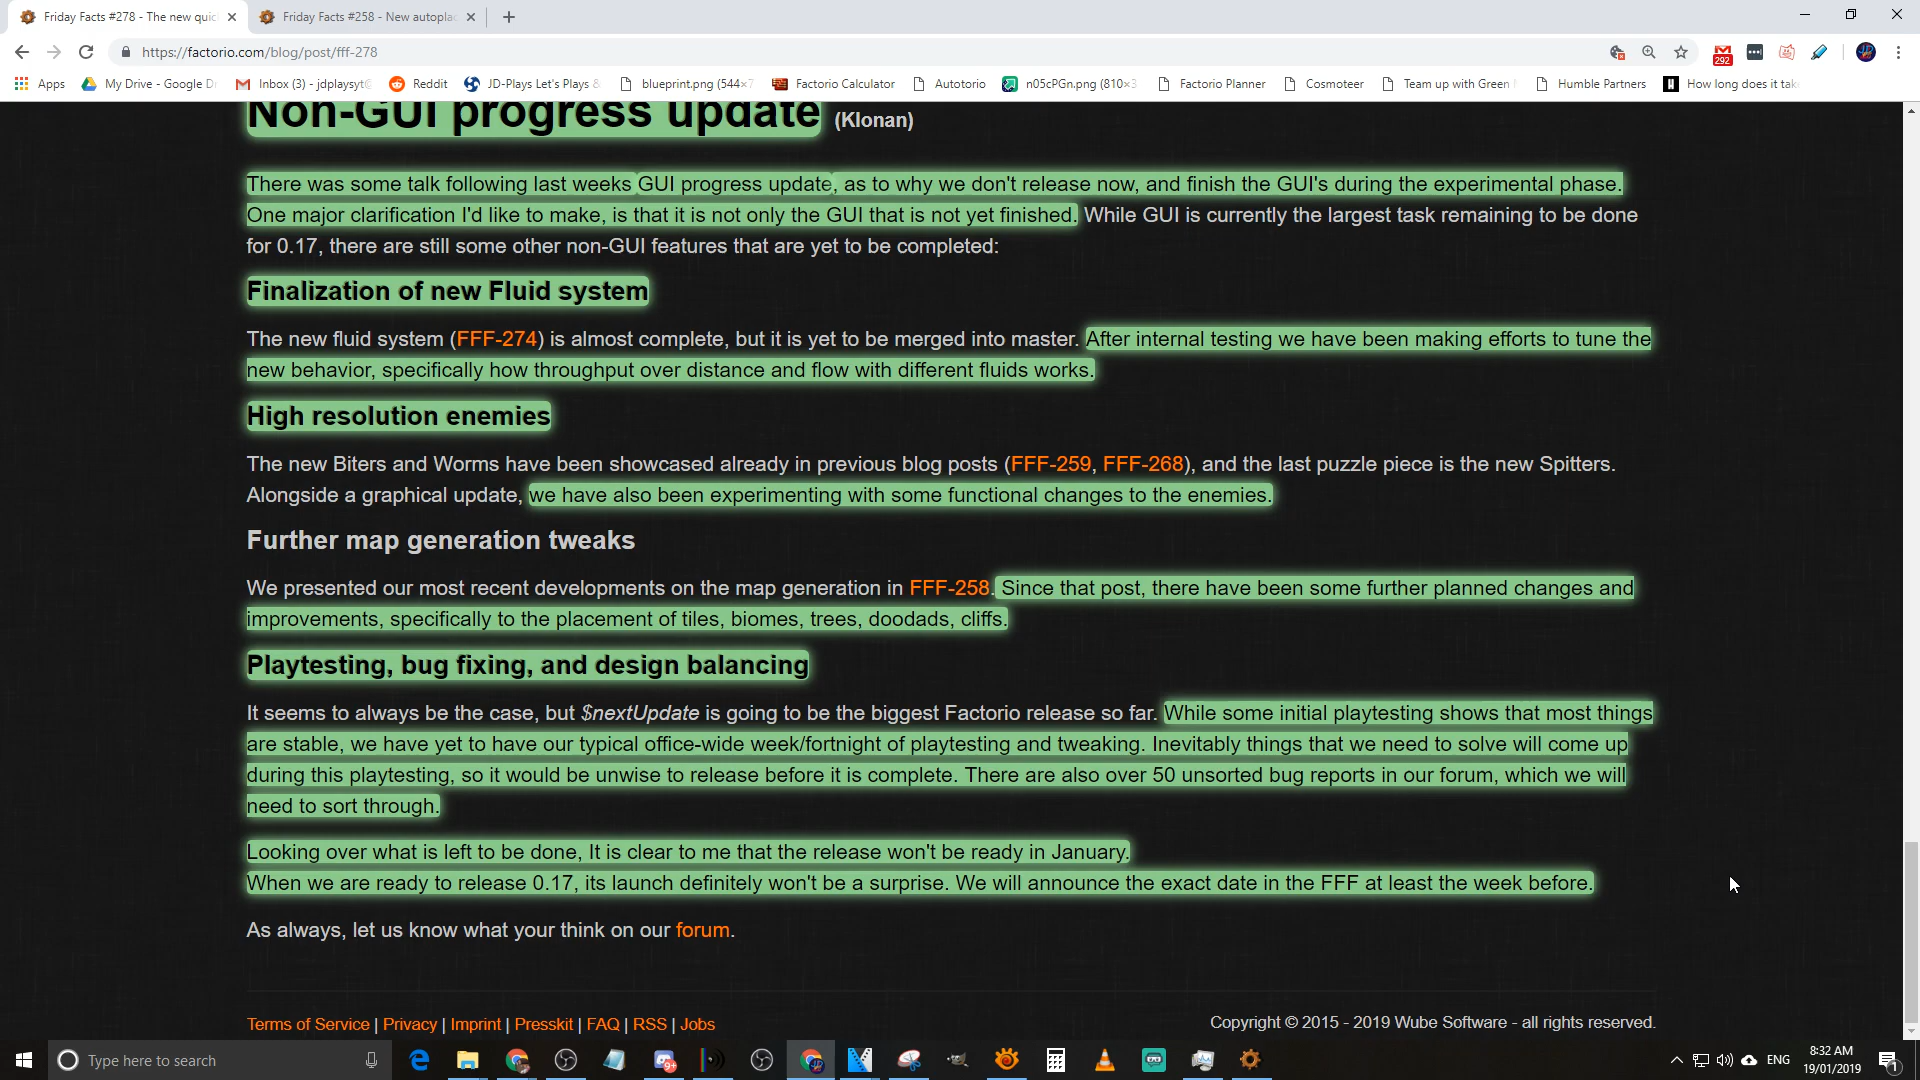 Friday Facts #278 - The new quic
Friday Facts #258 - New autoplac
https://factorio.com/blog/post/fff-278
292
Apps
My Drive - Google D
Inbox (3) - jdplaysyt@
Reddit
JD-Plays Let's Plays &
blueprint.png (544×7
Factorio Calculator
Autotorio
n05cPGn.png (810×3
Factorio Planner
Cosmoteer
Team up with Green
Humble Partners
How long does it take
Non-GUI progress update (Klonan)
There was some talk following last weeks GUI progress update, as to why we don't release now, and finish the GUI's during the experimental phase.
One major clarification I'd like to make, is that it is not only the GUI that is not yet finished. While GUI is currently the largest task remaining to be done
for 0.17, there are still some other non-GUI features that are yet to be completed:
Finalization of new Fluid system
The new fluid system (FFF-274) is almost complete, but it is yet to be merged into master. After internal testing we have been making efforts to tune the
new behavior, specifically how throughput over distance and flow with different fluids works.
High resolution enemies
The new Biters and Worms have been showcased already in previous blog posts (FFF-259, FFF-268), and the last puzzle piece is the new Spitters.
Alongside a graphical update, we have also been experimenting with some functional changes to the enemies.
Further map generation tweaks
We presented our most recent developments on the map generation in FFF-258. Since that post, there have been some further planned changes and
improvements, specifically to the placement of tiles, biomes, trees, doodads, cliffs.
Playtesting, bug fixing, and design balancing
It seems to always be the case, but $nextUpdate is going to be the biggest Factorio release so far. While some initial playtesting shows that most things
are stable, we have yet to have our typical office-wide week/fortnight of playtesting and tweaking. Inevitably things that we need to solve will come up
during this playtesting, so it would be unwise to release before it is complete. There are also over 50 unsorted bug reports in our forum, which we will
need to sort through.
Looking over what is left to be done, It is clear to me that the release won't be ready in January.
When we are ready to release 0.17, its launch definitely won't be a surprise. We will announce the exact date in the FFF at least the week before.
As always, let us know what your think on our forum.
Terms of Service | Privacy | Imprint | Presskit | FAQ | RSS | Jobs
Copyright © 2015 - 2019 Wube Software - all rights reserved.
Type here to search
ENG
8:32 AM
19/01/2019